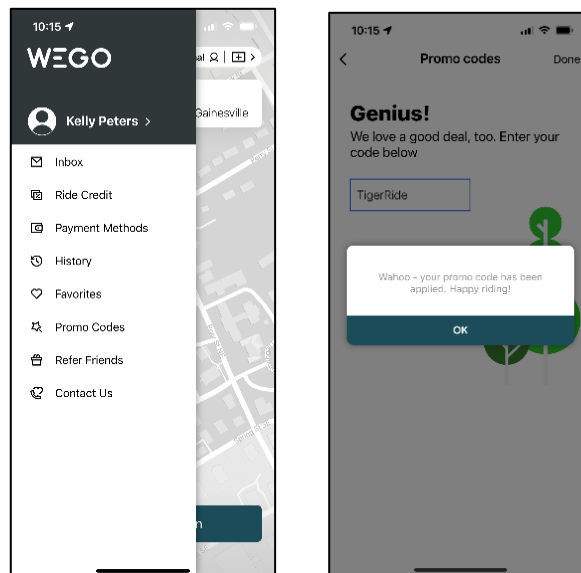 10:15
WEGO
al
Kelly Peters >
Gainesville
Inbox
Ride Credit
Payment Methods
History
Favorites
Promo Codes
Refer Friends
Contact Us
n
10:15
Promo codes
Done
Genius!
We love a good deal, too. Enter your
code below
TigerRide
Wahoo - your promo code has been
applied. Happy riding!
OK